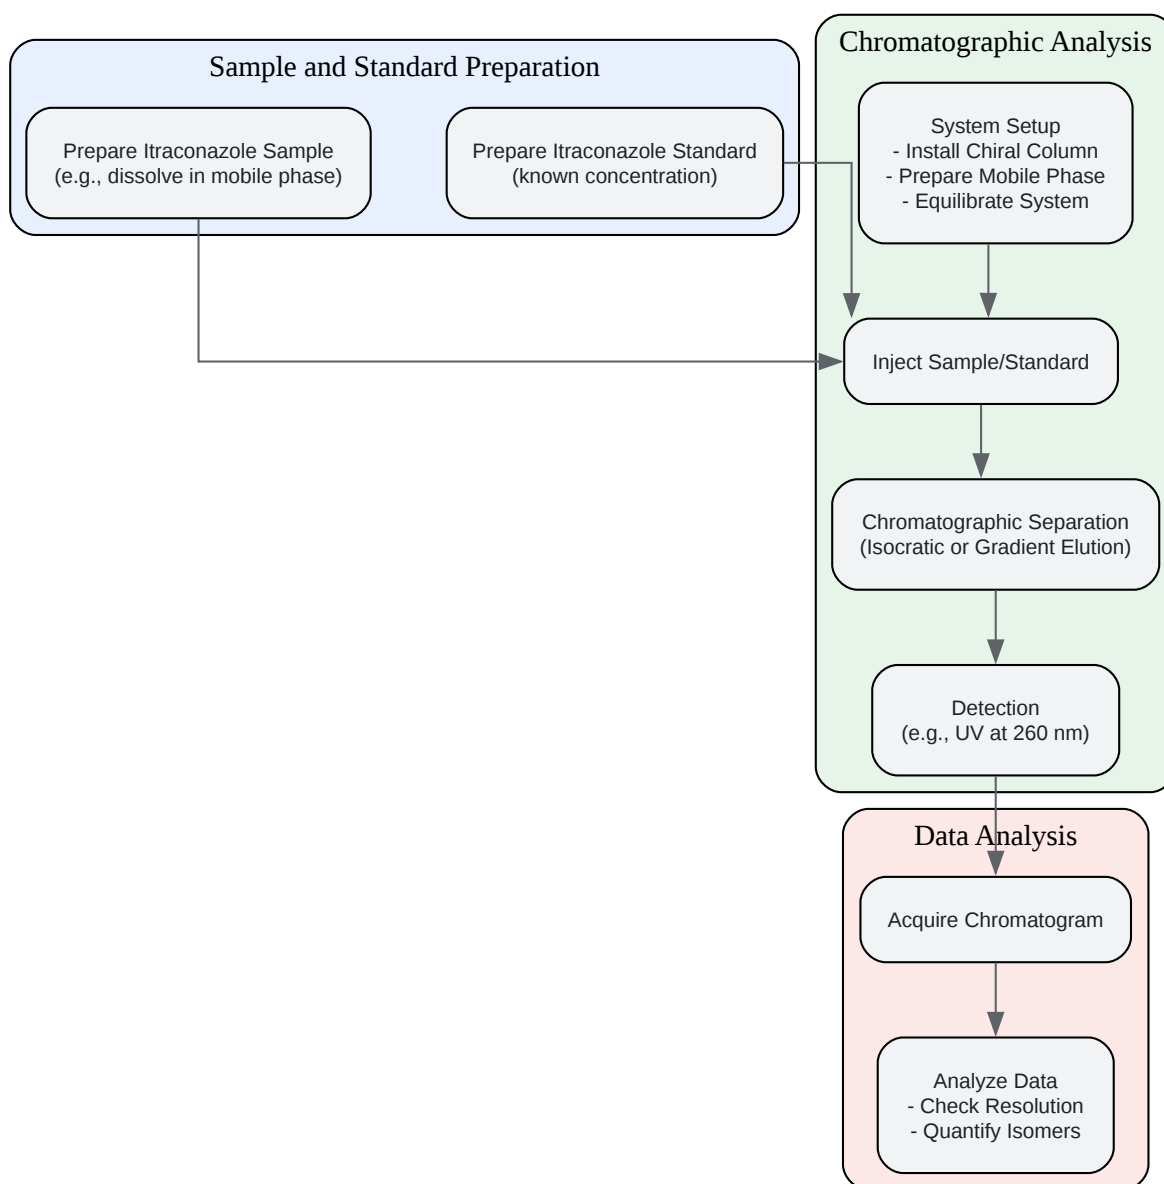 Sample and Standard Preparation
Prepare Itraconazole Sample
(e.g., dissolve in mobile phase)
Prepare Itraconazole Standard
(known concentration)
Chromatographic Analysis
System Setup
- Install Chiral Column
- Prepare Mobile Phase
- Equilibrate System
Inject Sample/Standard
Chromatographic Separation
(Isocratic or Gradient Elution)
Detection
(e.g., UV at 260 nm)
Data Analysis
Acquire Chromatogram
Analyze Data
- Check Resolution
- Quantify Isomers